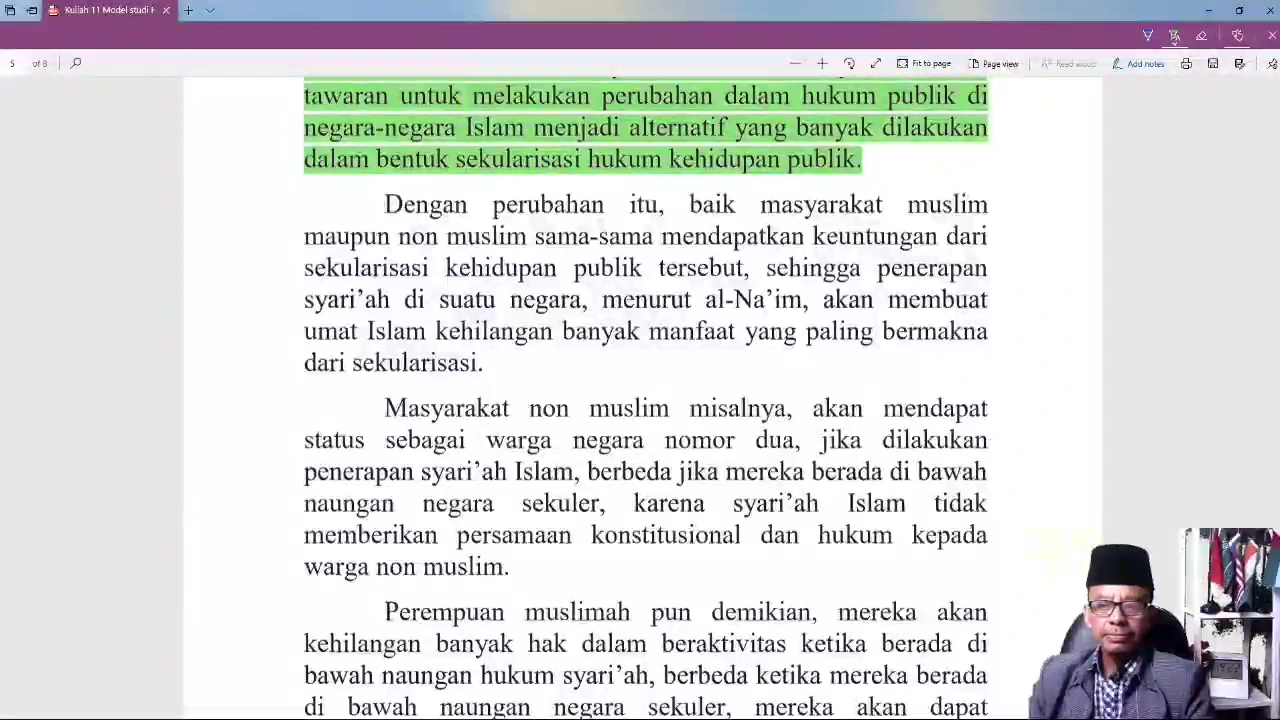 Kuliah 11 Model studi H
5 of 8
Fit to page
Page view
Read aloud
Add notes
tawaran untuk melakukan perubahan dalam hukum publik di
negara-negara Islam menjadi alternatif yang banyak dilakukan
dalam bentuk sekularisasi hukum kehidupan publik.
Dengan perubahan itu, baik masyarakat muslim
maupun non muslim sama-sama mendapatkan keuntungan dari
sekularisasi kehidupan publik tersebut, sehingga penerapan
syari’ah di suatu negara, menurut al-Na’im, akan membuat
umat Islam kehilangan banyak manfaat yang paling bermakna
dari sekularisasi.
Masyarakat non muslim misalnya, akan mendapat
status sebagai warga negara nomor dua, jika dilakukan
penerapan syari’ah Islam, berbeda jika mereka berada di bawah
naungan negara sekuler, karena syari’ah Islam tidak
memberikan persamaan konstitusional dan hukum kepada
warga non muslim.
Perempuan muslimah pun demikian, mereka akan
kehilangan banyak hak dalam beraktivitas ketika berada di
bawah naungan hukum syari’ah, berbeda ketika mereka berada
di bawah naungan negara sekuler, mereka akan dapat